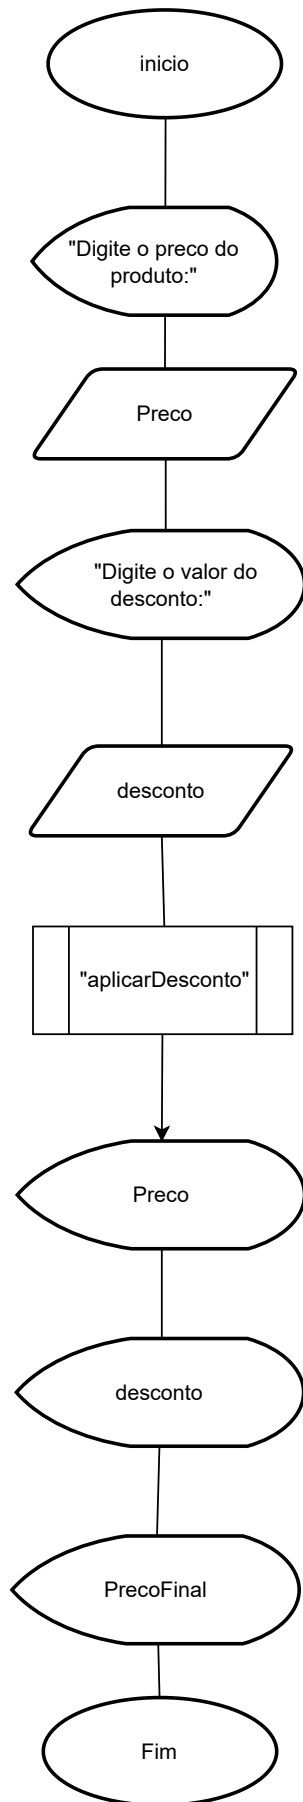 inicio
"Digite o preco do
produto:"
Preco
"Digite o valor do
desconto:"
desconto
"aplicarDesconto"
Preco
desconto
PrecoFinal
Fim